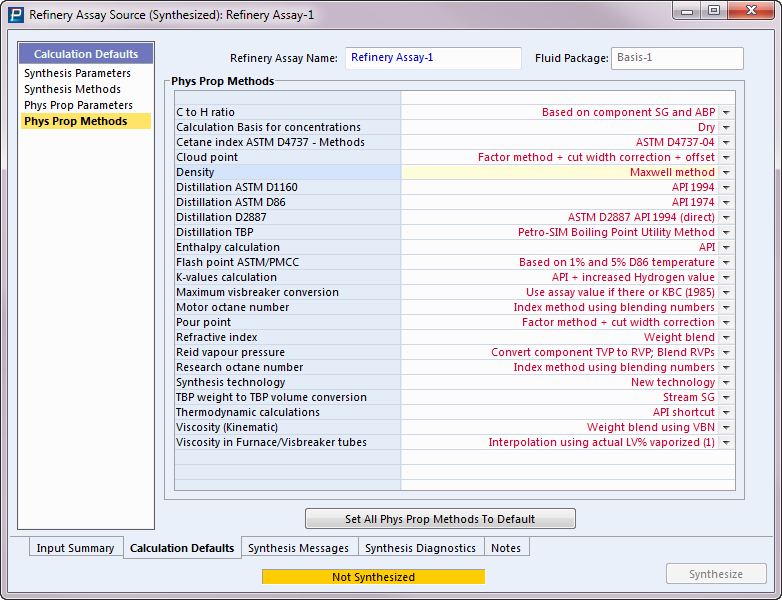 Refinery Assay Source (Synthesized): Refinery Assay-1
Calculation Defaults
Synthesis Parameters
Synthesis Methods
Phys Prop Parameters
Phys Prop Methods
Refinery Assay Name: Refinery Assay-1 Fluid Package: Basis-1
Phys Prop Methods
C to H ratio Based on component SG and ABP
Calculation Basis for concentrations Dry
Cetane index ASTM D4737 - Methods ASTM D4737-04
Cloud point Factor method + cut width correction + offset
Density Maxwell method
Distillation ASTM D1160 API 1994
Distillation ASTM D86 API 1974
Distillation D2887 ASTM D2887 API 1994 (direct)
Distillation TBP Petro-SIM Boiling Point Utility Method
Enthalpy calculation API
Flash point ASTM/PMCC Based on 1% and 5% D86 temperature
K-values calculation API + increased Hydrogen value
Maximum visbreaker conversion Use assay value if there or KBC (1985)
Motor octane number Index method using blending numbers
Pour point Factor method + cut width correction
Refractive index Weight blend
Reid vapour pressure Convert component TVP to RVP; Blend RVPs
Research octane number Index method using blending numbers
Synthesis technology New technology
TBP weight to TBP volume conversion Stream SG
Thermodynamic calculations API shortcut
Viscosity (Kinematic) Weight blend using VBN
Viscosity in Furnace/Visbreaker tubes Interpolation using actual LV% vaporized (1)
Set All Phys Prop Methods To Default
Input Summary Calculation Defaults Synthesis Messages Synthesis Diagnostics Notes
Not Synthesized Synthesize